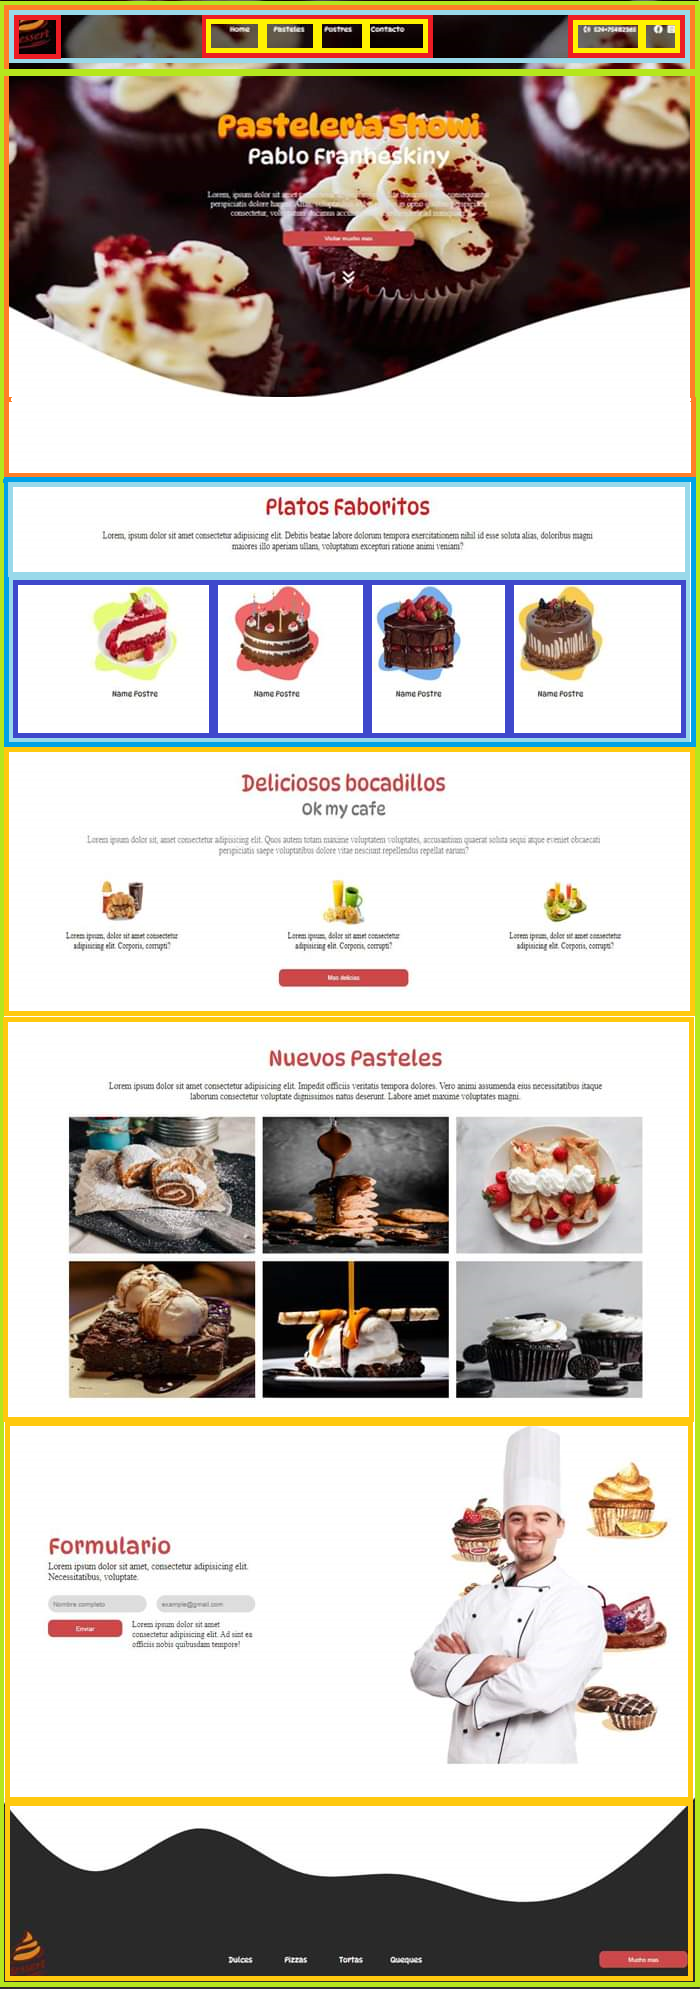 Dessert
Home Pasteles Postres Contacto
Pasteleria Showi
Pablo Franheskiny
Lorem, ipsum dolor sit amet
perspiciatis dolore
consectetur,
Visitar mucho mas
Platos Faboritos
Lorem, ipsum dolor sit amet consectetur adipisicing elit. Debitis beatae labore dolorum tempora exercitationem nihil id esse soluta alias, doloribus magni
maiores illo aperiam ullam, voluptatum excepturi ratione animi veniam?
Name Postre Name Postre Name Postre Name Postre
Deliciosos bocadillos
Ok my cafe
Lorem ipsum dolor sit, amet consectetur adipisicing elit. Quos autem totam maxime voluptatem voluptates, accusantium quaerat soluta sequi atque eveniet obcaecati
perspiciatis saepe voluptatibus dolore vitae nesciunt repellendus repellat earum?
Lorem ipsum, dolor sit amet consectetur
adipisicing elit. Corporis, corrupti?
Lorem ipsum, dolor sit amet consectetur
adipisicing elit. Corporis, corrupti?
Lorem ipsum, dolor sit amet consectetur
adipisicing elit. Corporis, corrupti?
Mas delicias
Nuevos Pasteles
Lorem ipsum dolor sit amet consectetur adipisicing elit. Impedit officiis veritatis tempora dolores. Vero animi assumenda eius necessitatibus itaque
laborum consectetur voluptate dignissimos natus deserunt. Labore amet maxime voluptates magni.
Formulario
Lorem ipsum dolor sit amet, consectetur adipisicing elit.
Necessitatibus, voluptate.
Nombre completo example@gmail.com
Enviar
Lorem ipsum dolor sit amet
consectetur adipisicing elit. Ad sint ea
officiis nobis quibusdam tempore!
Dulces Pizzas Tortas Queques
Mucho mas